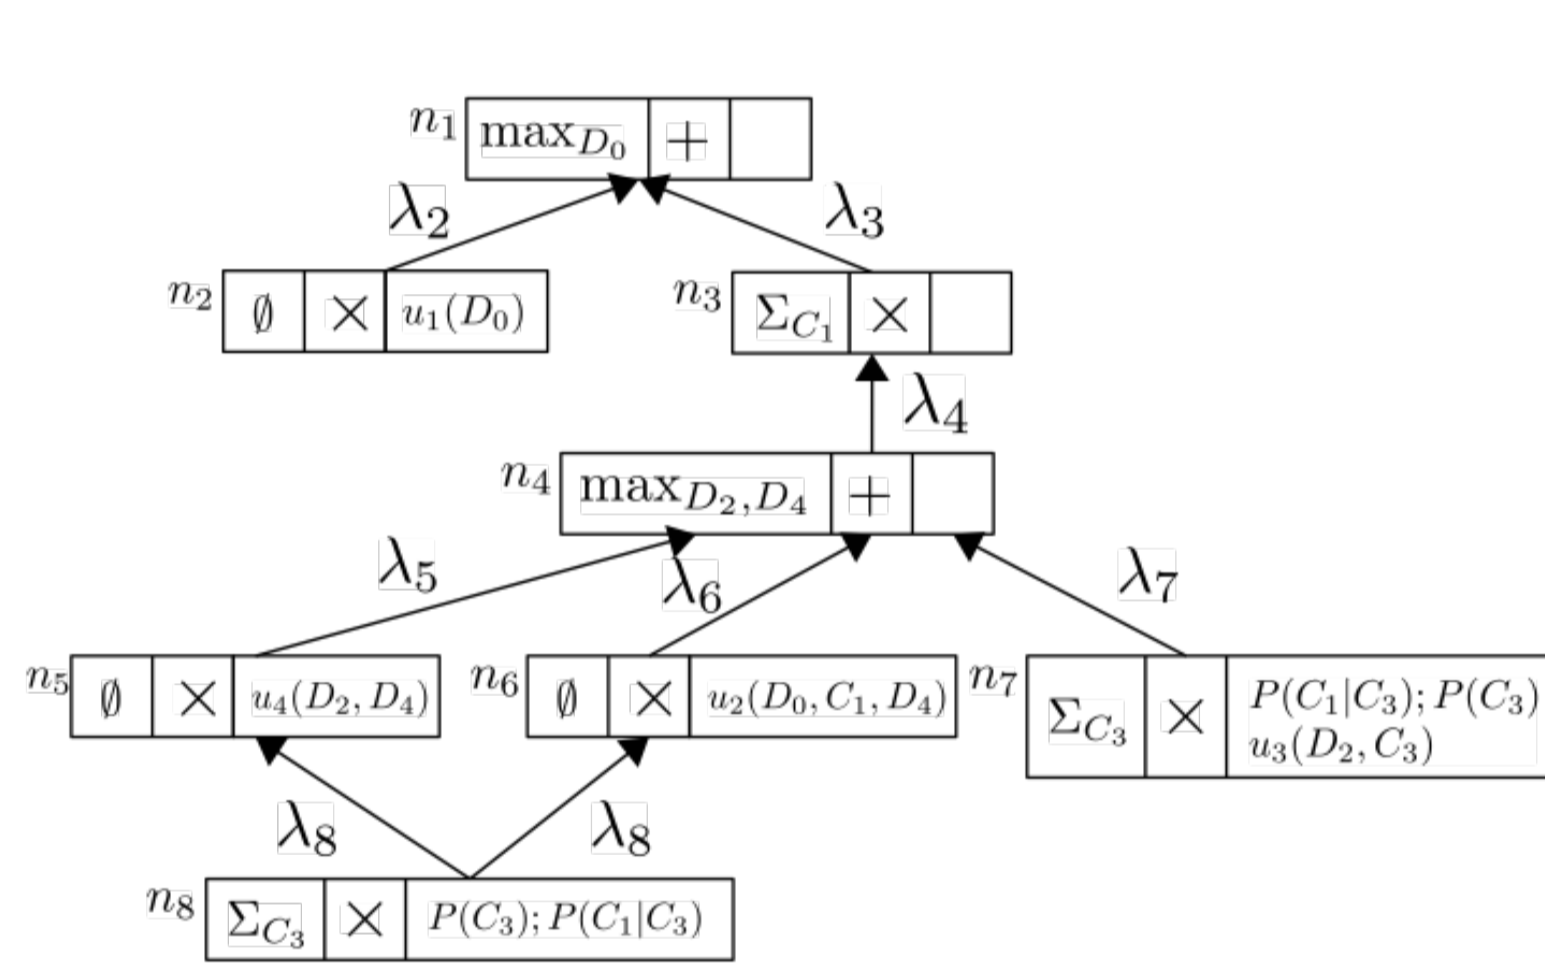 n₁ max_{D₀} +
λ₂ λ₃
n₂ ∅ × u₁(D₀) n₃ Σ_{C₁} ×
λ₄
n₄ max_{D₂,D₄} +
λ₅ λ₆ λ₇
n₅ ∅ × u₄(D₂, D₄) n₆ ∅ × u₂(D₀, C₁, D₄) n₇ Σ_{C₃} × P(C₁|C₃); P(C₃)
u₃(D₂, C₃)
λ₈ λ₈
n₈ Σ_{C₃} × P(C₃); P(C₁|C₃)